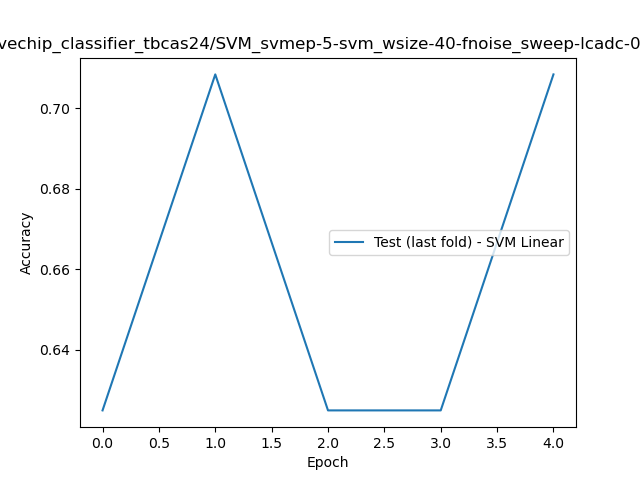 vechip_classifier_tbcas24/SVM_svmep-5-svm_wsize-40-fnoise_sweep-lcadc-0
0.70
0.68
0.66
0.64
Accuracy
Test (last fold) - SVM Linear
0.0 0.5 1.0 1.5 2.0 2.5 3.0 3.5 4.0
Epoch